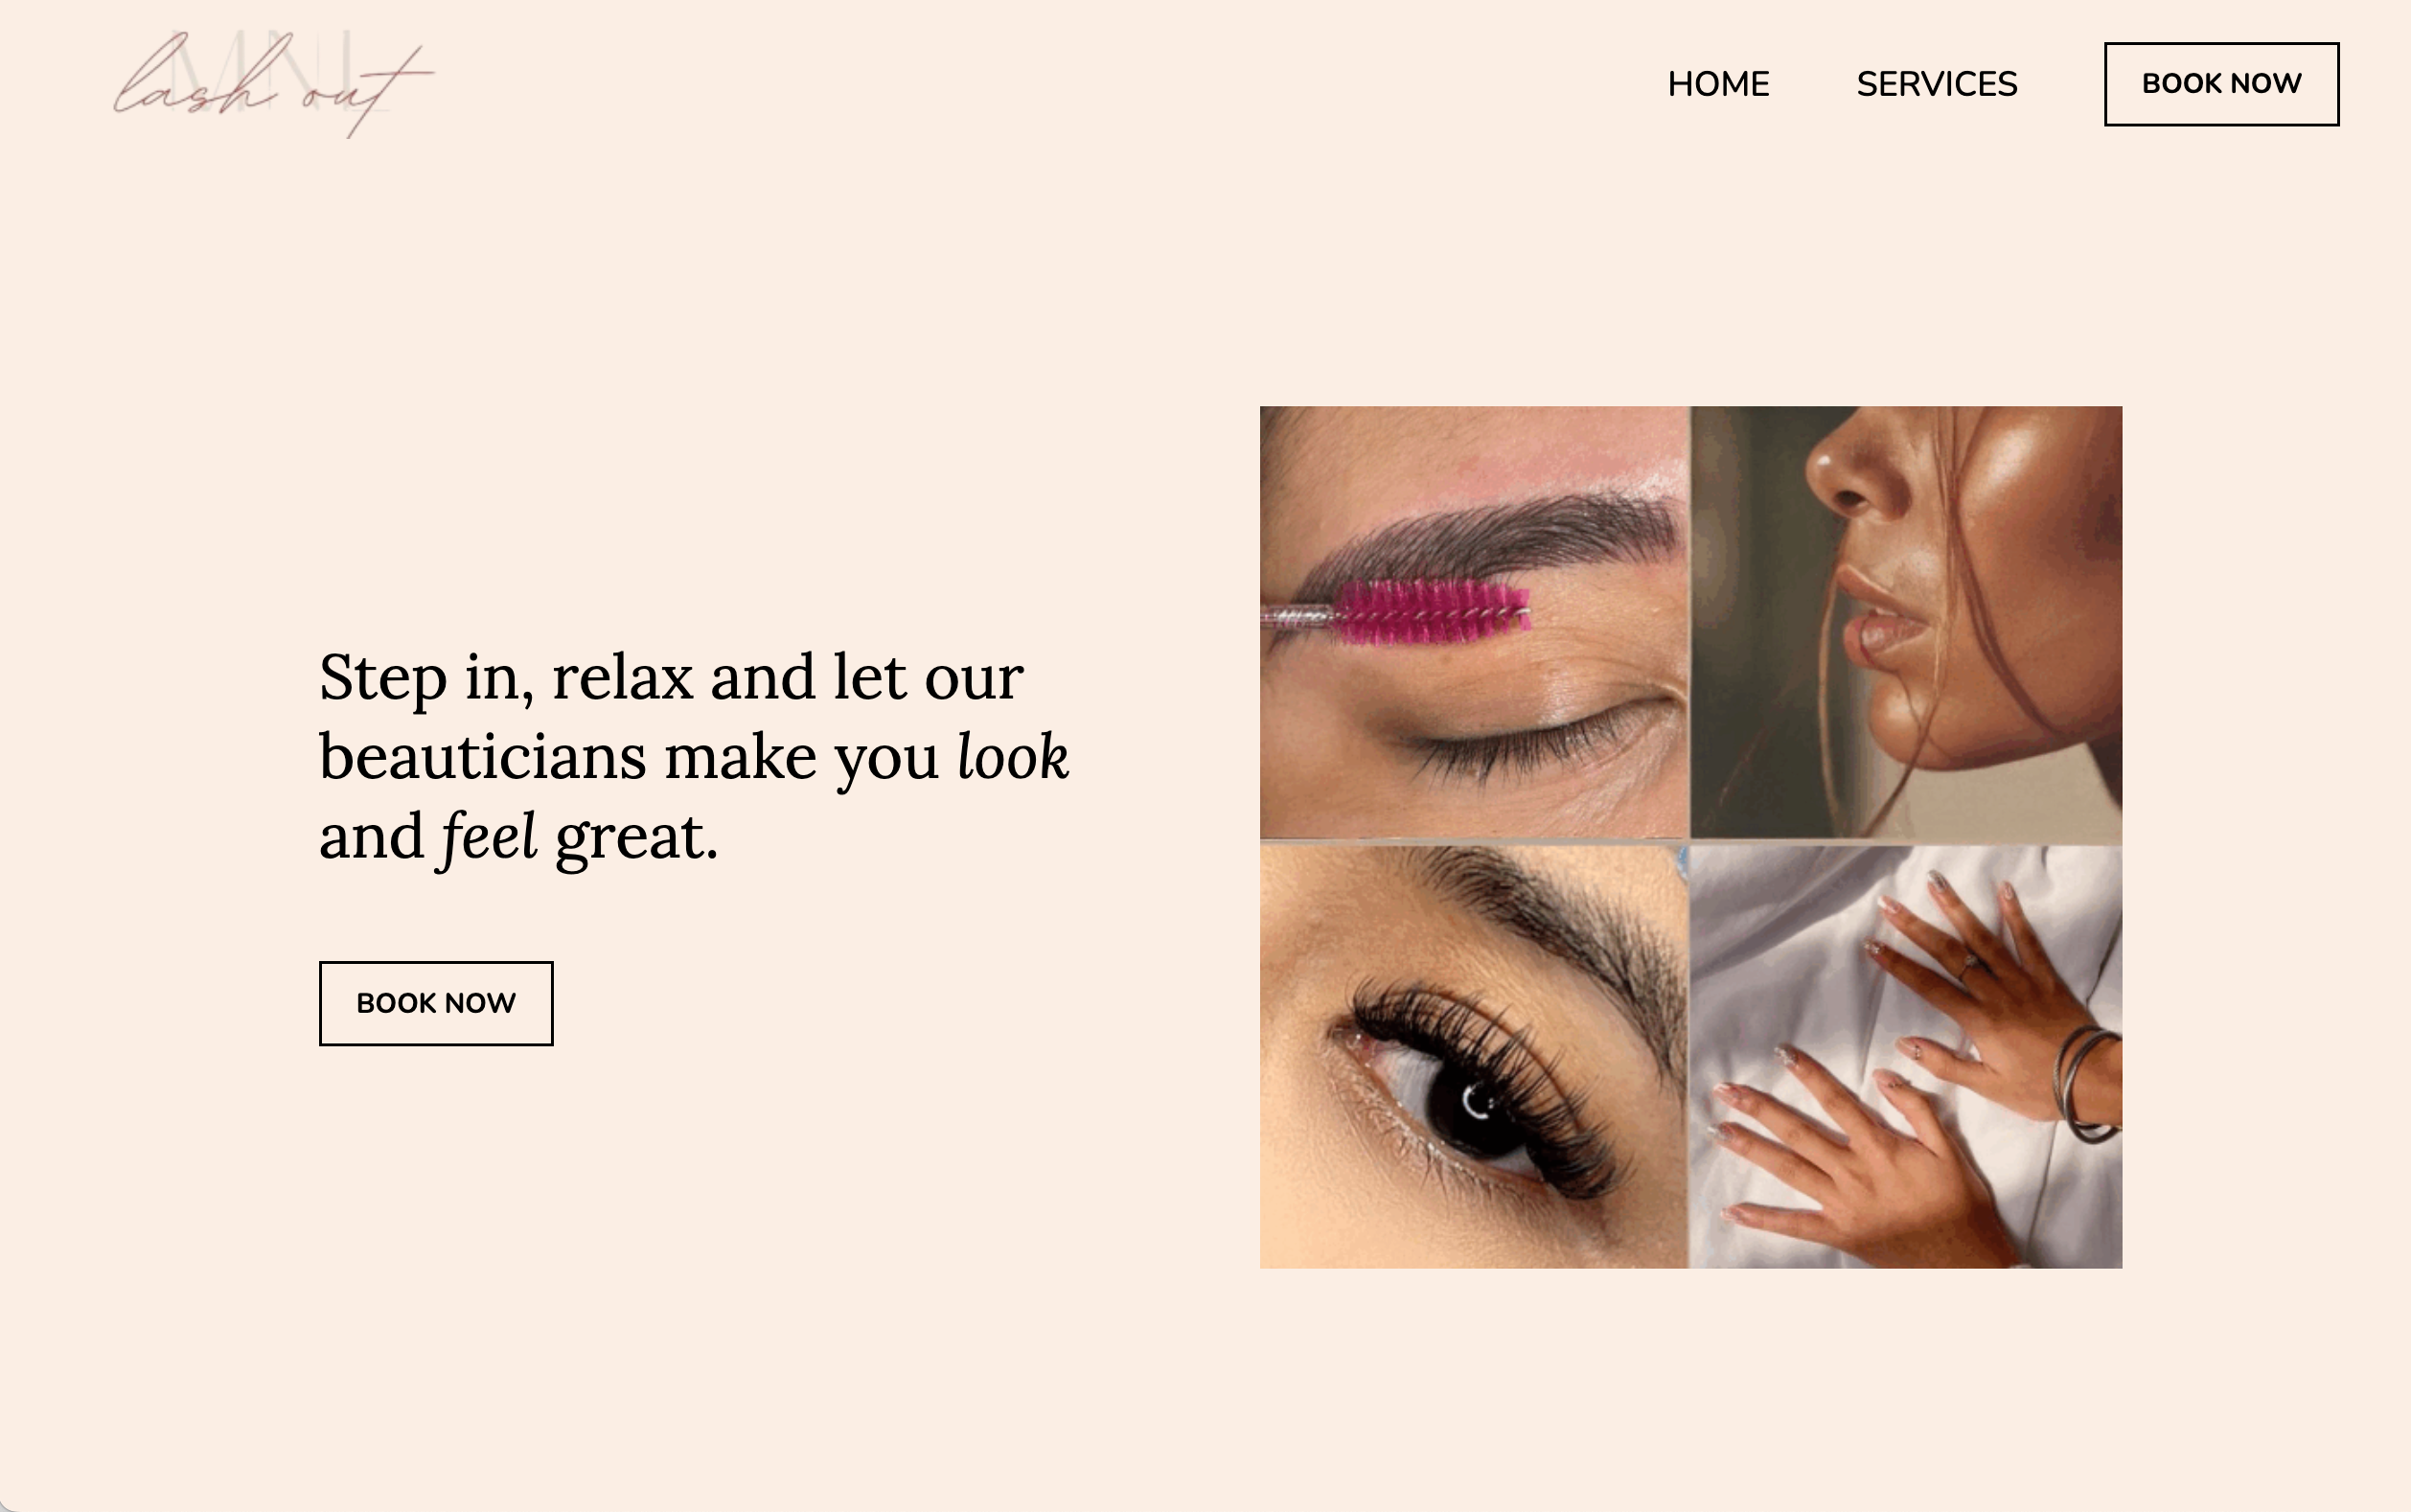 MNL
lash out
HOME
SERVICES
BOOK NOW
Step in, relax and let our
beauticians make you look
and feel great.
BOOK NOW